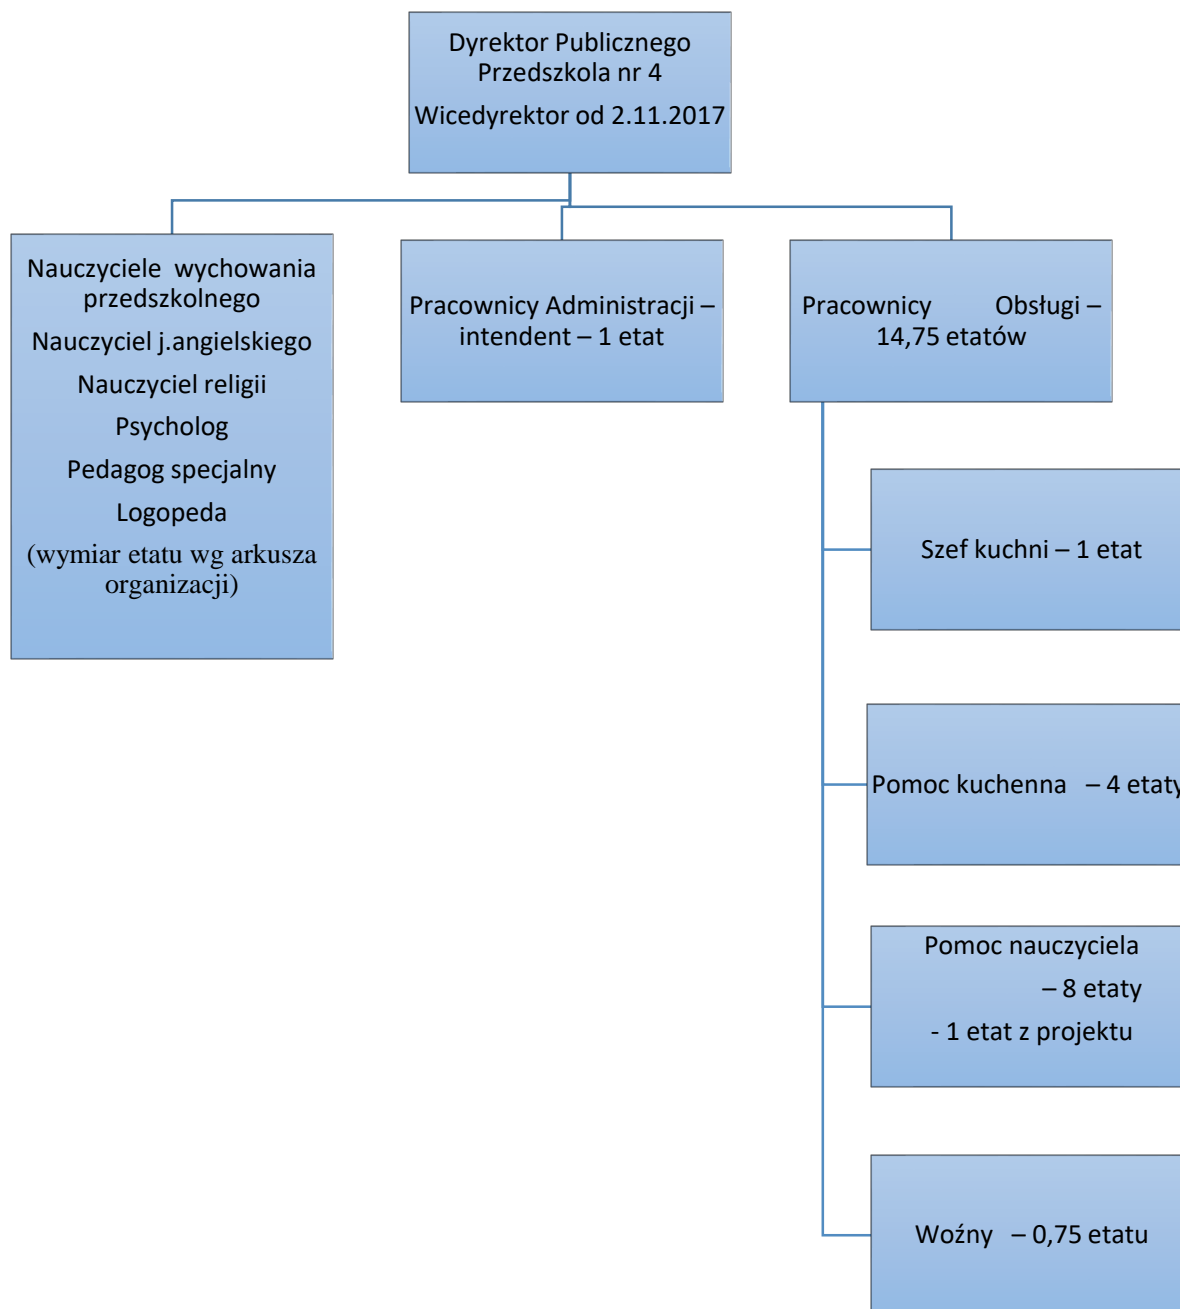 Dyrektor Publicznego
Przedszkola nr 4
Wicedyrektor od 2.11.2017
Nauczyciele wychowania
przedszkolnego
Nauczyciel j.angielskiego
Nauczyciel religii
Psycholog
Pedagog specjalny
Logopeda
(wymiar etatu wg arkusza
organizacji)
Pracownicy Administracji –
intendent – 1 etat
Pracownicy Obsługi –
14,75 etatów
Szef kuchni – 1 etat
Pomoc kuchenna – 4 etaty
Pomoc nauczyciela
– 8 etaty
- 1 etat z projektu
Woźny – 0,75 etatu